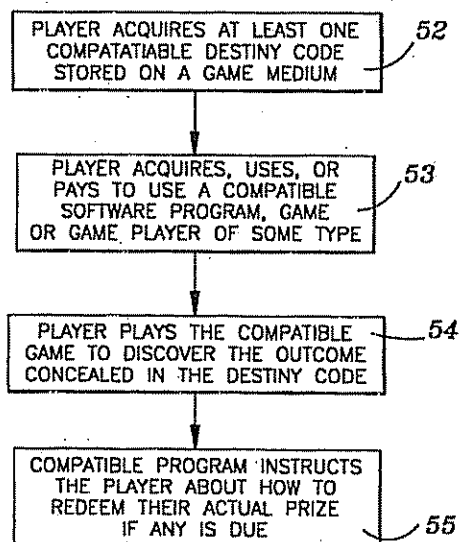 PLAYER ACQUIRES AT LEAST ONE
COMPATATIABLE DESTINY CODE
STORED ON A GAME MEDIUM
52
PLAYER ACQUIRES, USES, OR
PAYS TO USE A COMPATIBLE
SOFTWARE PROGRAM, GAME
OR GAME PLAYER OF SOME TYPE
53
PLAYER PLAYS THE COMPATIBLE
GAME TO DISCOVER THE OUTCOME
CONCEALED IN THE DESTINY CODE
54
COMPATIBLE PROGRAM INSTRUCTS
THE PLAYER ABOUT HOW TO
REDEEM THEIR ACTUAL PRIZE
IF ANY IS DUE
55